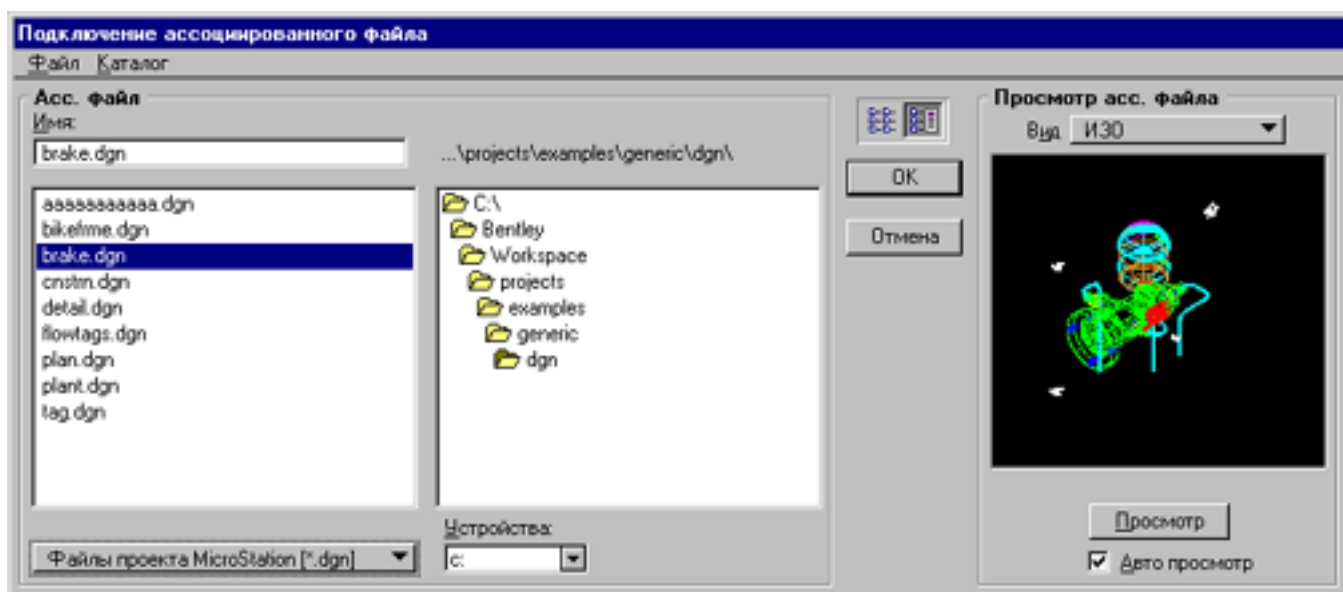 Подключение ассоциированного файла
Файл Каталог
Асс. файл
Имя:
brake.dgn
...\projects\examples\generic\dgn\
aaaaaaaaaaa.dgn
bikefrme.dgn
brake.dgn
cnstrn.dgn
detail.dgn
flowtags.dgn
plan.dgn
plant.dgn
tag.dgn
Файлы проекта MicroStation [*.dgn]
C:\
Bentley
Workspace
projects
examples
generic
dgn
Устройства:
c:
OK
Отмена
Просмотр асс. файла
Вид ИЗО
Просмотр
Авто просмотр